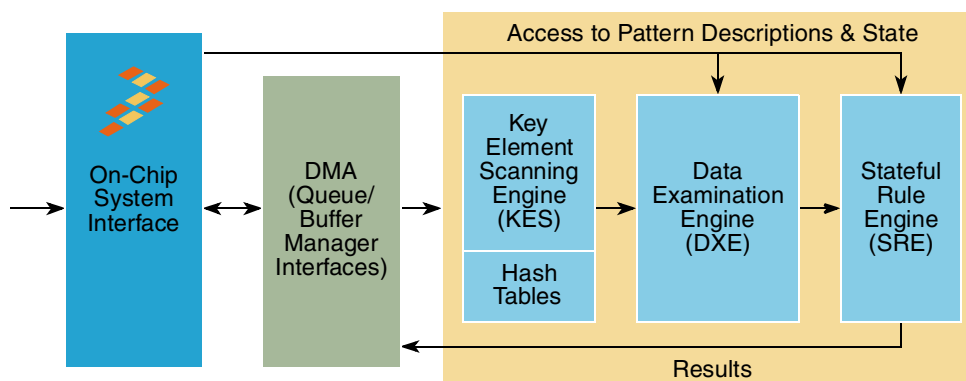 Access to Pattern Descriptions & State
On-Chip
System
Interface
DMA
(Queue/
Buffer
Manager
Interfaces)
Key
Element
Scanning
Engine
(KES)
Hash
Tables
Data
Examination
Engine
(DXE)
Stateful
Rule
Engine
(SRE)
Results